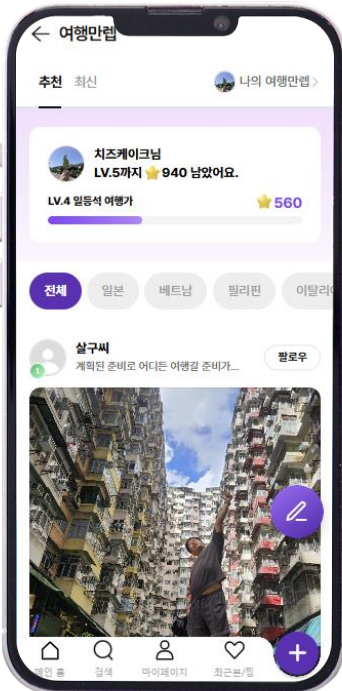 여행만렙
추천 최신 나의 여행만렙
치즈케이크님
LV.5까지 940 남았어요.
LV.4 일등석 여행가 560
전체 일본 베트남 필리핀 이탈리
살구씨
계획된 준비로 어디든 여행갈 준비가...
팔로우
1
메인 홈 검색 마이페이지 최근본/찜